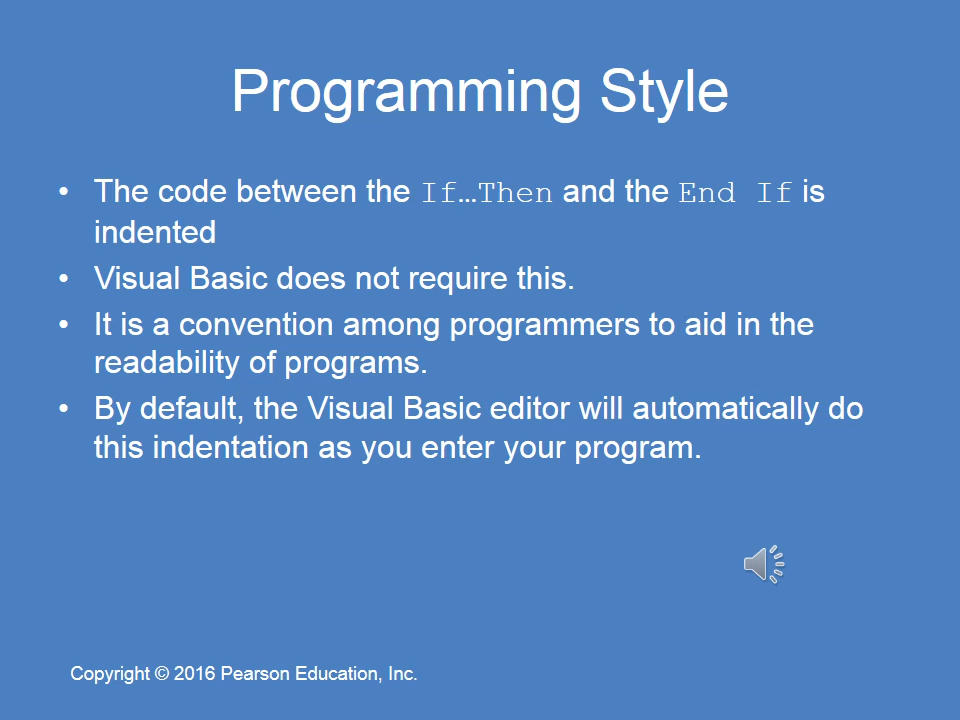 Programming Style
• The code between the If…Then and the End If is
indented
• Visual Basic does not require this.
• It is a convention among programmers to aid in the
readability of programs.
• By default, the Visual Basic editor will automatically do
this indentation as you enter your program.
Copyright © 2016 Pearson Education, Inc.